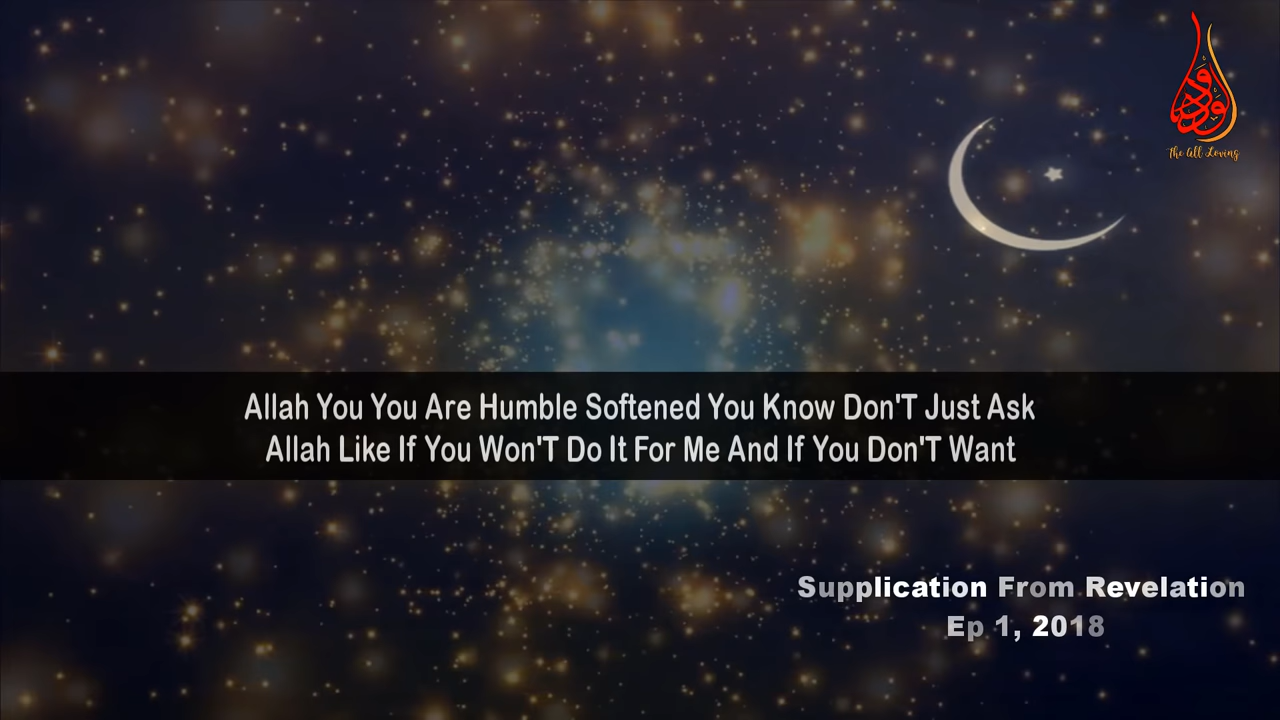 الودود
The All Loving
Allah You You Are Humble Softened You Know Don'T Just Ask
Allah Like If You Won'T Do It For Me And If You Don'T Want
Supplication From Revelation
Ep 1, 2018